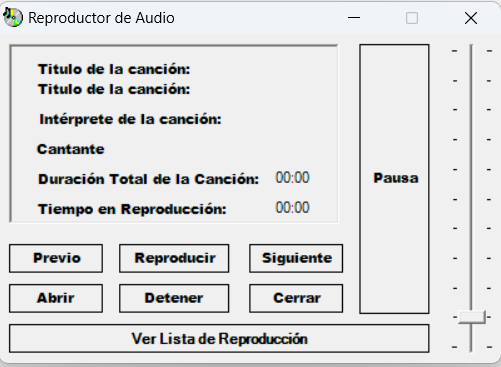 Reproductor de Audio
Titulo de la canción:
Titulo de la canción:
Intérprete de la canción:
Cantante
Duración Total de la Canción: 00:00
Tiempo en Reproducción: 00:00
Pausa
Previo Reproducir Siguiente
Abrir Detener Cerrar
Ver Lista de Reproducción